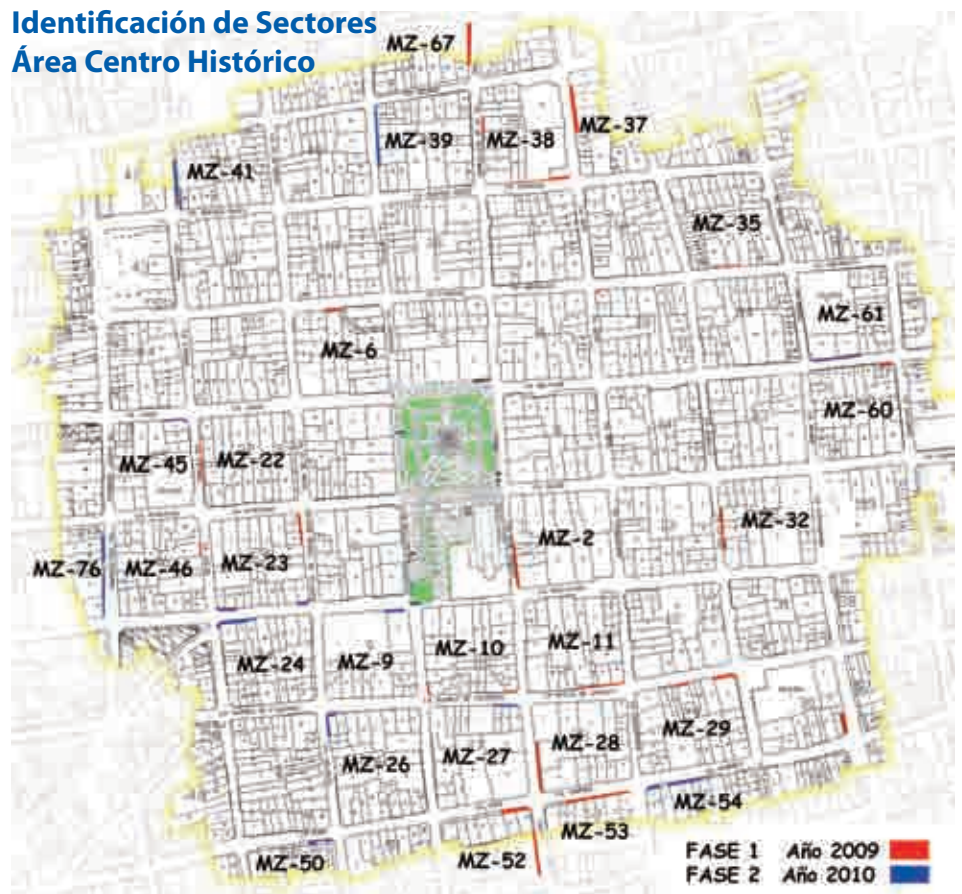 Identificación de Sectores
Área Centro Histórico
MZ-67
MZ-39
MZ-38
MZ-37
MZ-41
MZ-35
MZ-61
MZ-6
MZ-60
MZ-45
MZ-22
MZ-32
MZ-2
MZ-76
MZ-46
MZ-23
MZ-24
MZ-9
MZ-10
MZ-11
MZ-29
MZ-28
MZ-27
MZ-26
MZ-54
MZ-53
MZ-52
MZ-50
FASE 1 Año 2009
FASE 2 Año 2010